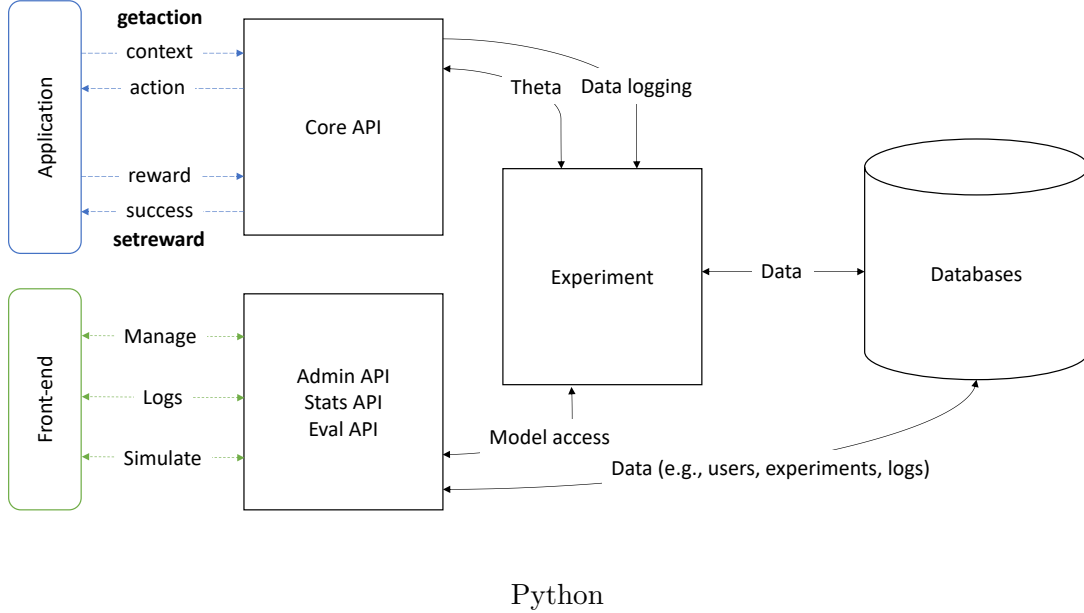 getaction
context
action
reward
success
setreward
Application
Core API
Theta
Data logging
Experiment
Data
Databases
Front-end
Manage
Logs
Simulate
Admin API
Stats API
Eval API
Model access
Data (e.g., users, experiments, logs)
Python